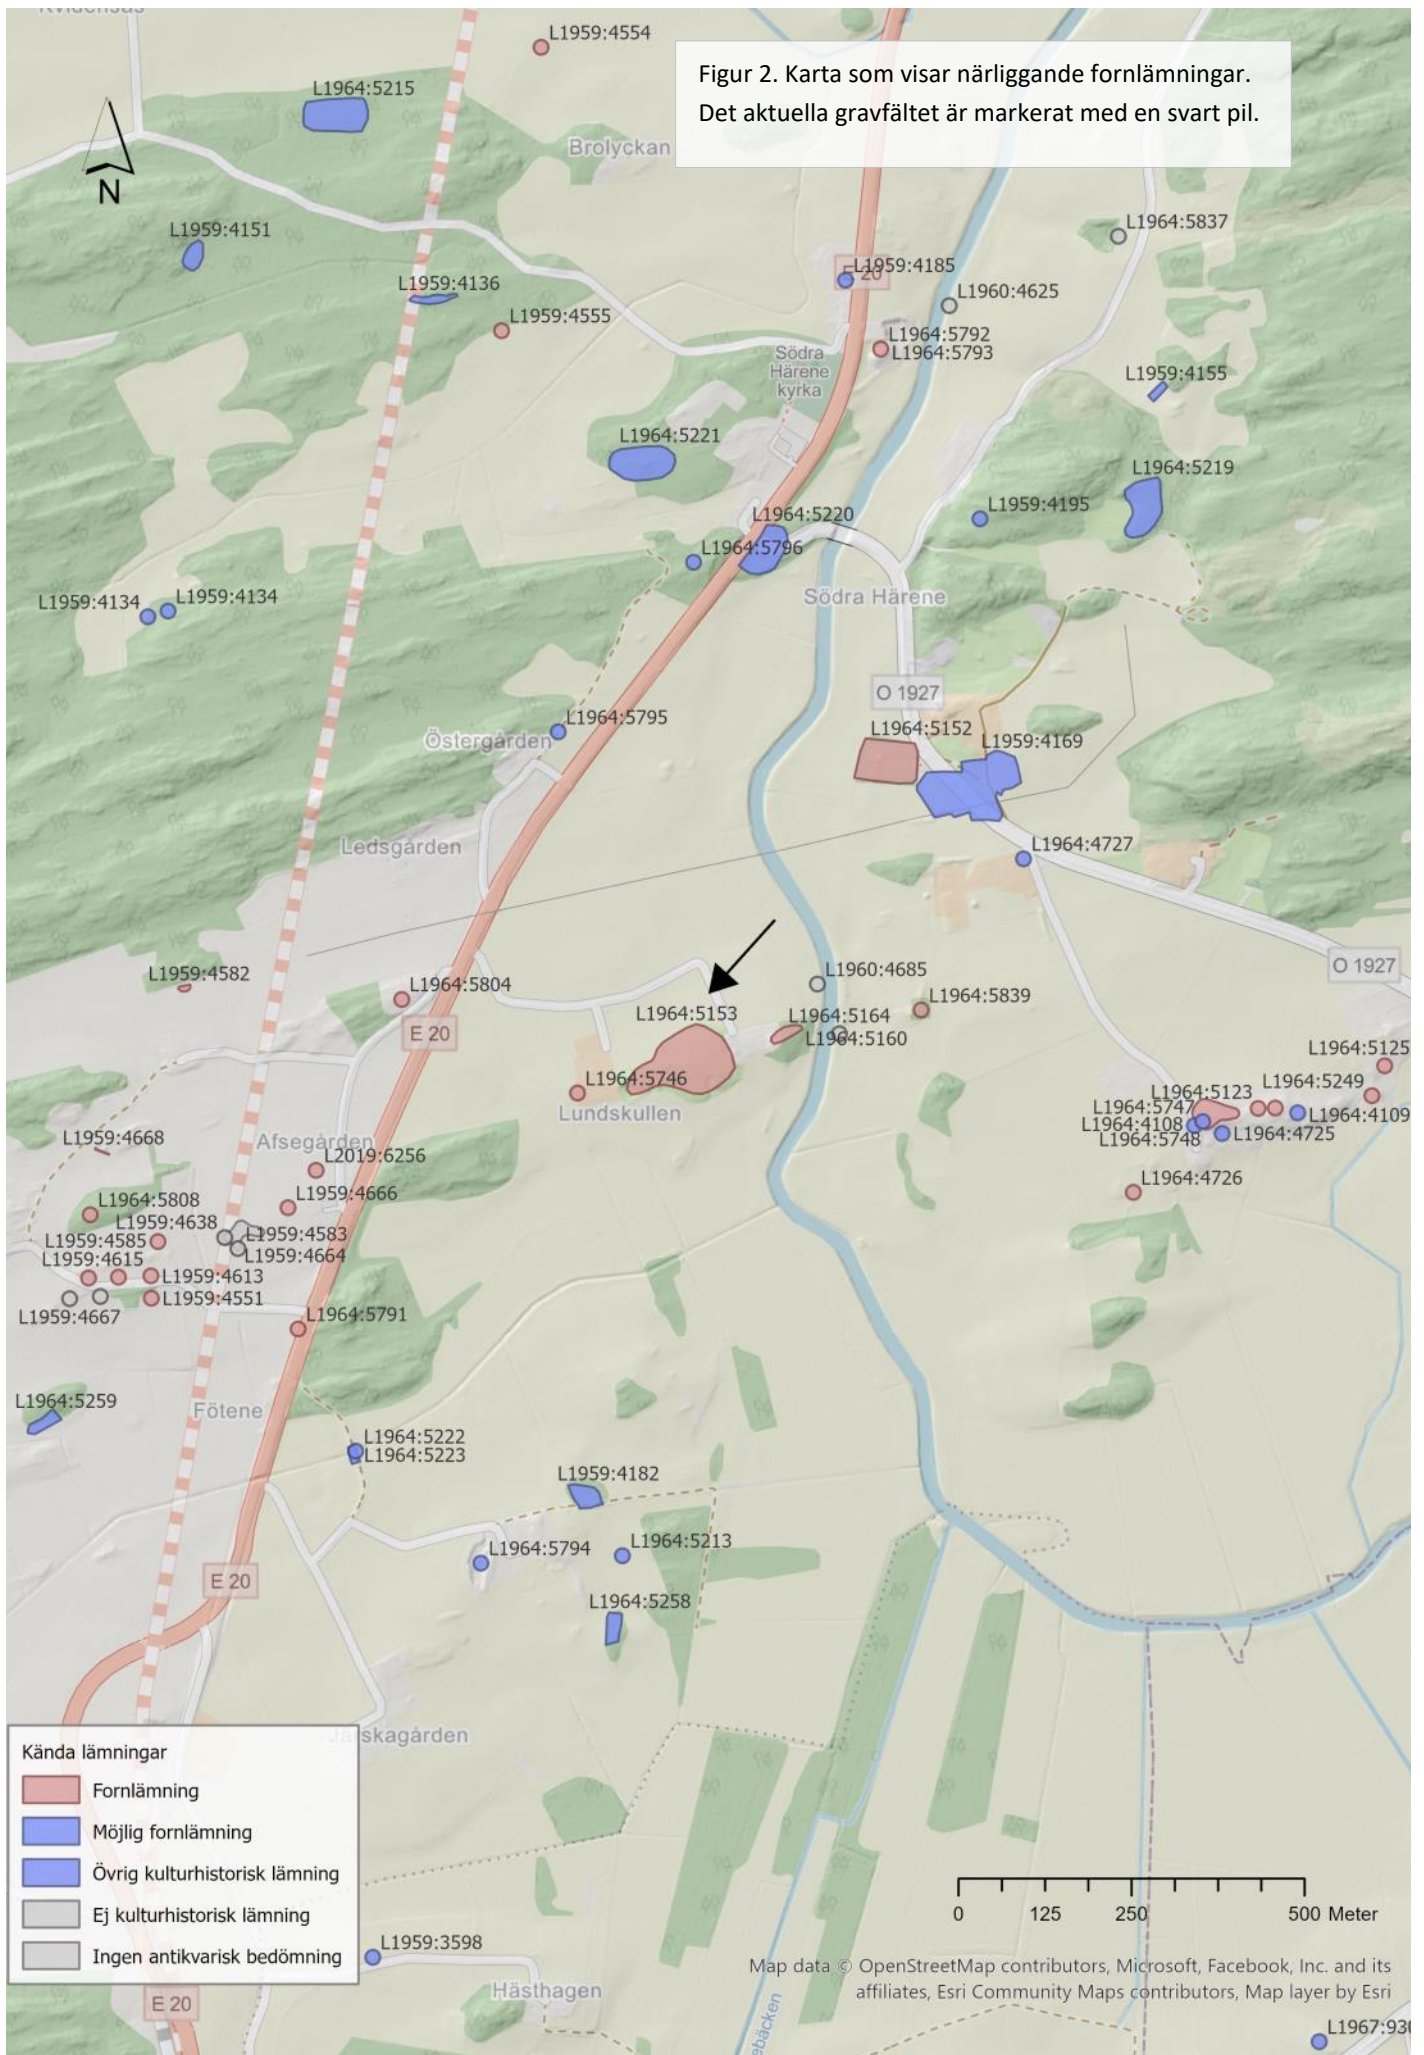 Kvidensås
L1959:4554
Figur 2. Karta som visar närliggande fornlämningar.
Det aktuella gravfältet är markerat med en svart pil.
L1964:5215
Brolyckan
N
L1959:4151
L1964:5837
L1959:4136
L1959:4185
E 20
L1960:4625
L1959:4555
L1964:5792
L1964:5793
Södra
Härene
kyrka
L1959:4155
L1964:5221
L1964:5219
L1959:4195
L1964:5220
L1964:5796
L1959:4134
L1959:4134
Södra Härene
O 1927
L1964:5795
Östergården
L1964:5152
L1959:4169
Ledsgården
L1964:4727
L1959:4582
L1964:5804
E 20
L1960:4685
O 1927
L1964:5839
L1964:5153
L1964:5164
L1964:5160
L1964:5125
L1964:5746
Lundskullen
L1964:5249
L1964:5123
L1964:5747
L1964:4109
L1964:4108
L1964:4725
L1964:5748
L1959:4668
Afsegården
L2019:6256
L1964:4726
L1964:5808
L1959:4666
L1959:4638
L1959:4583
L1959:4585
L1959:4664
L1959:4615
L1959:4613
L1959:4551
L1959:4667
L1964:5791
L1964:5259
Fötene
L1964:5222
L1964:5223
L1959:4182
L1964:5794
L1964:5213
E 20
L1964:5258
Jarskagården
Kända lämningar
Fornlämning
Möjlig fornlämning
Övrig kulturhistorisk lämning
Ej kulturhistorisk lämning
Ingen antikvarisk bedömning
0 125 250 500 Meter
L1959:3598
Map data © OpenStreetMap contributors, Microsoft, Facebook, Inc. and its
affiliates, Esri Community Maps contributors, Map layer by Esri
Hästhagen
E 20
ebäcken
L1967:930